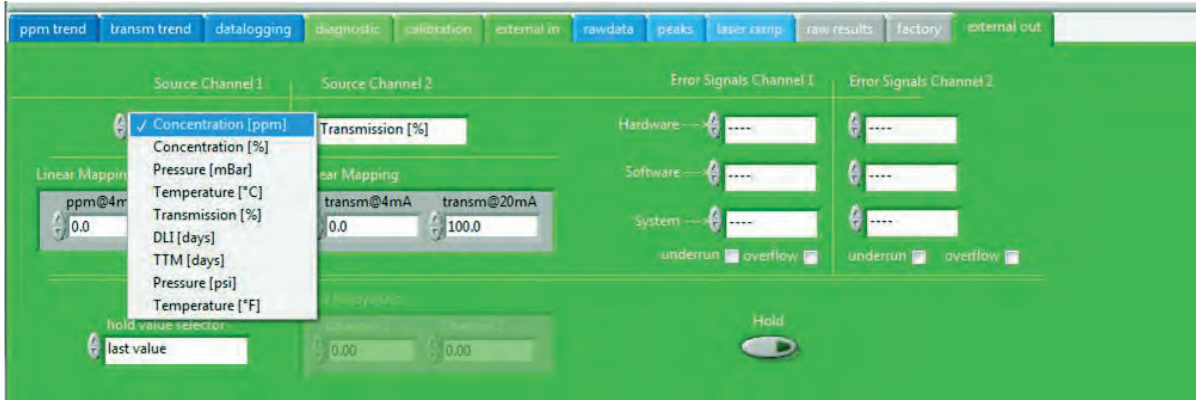 ppm trend transm trend datalogging diagnostic calibration external in rawdata peaks laser ramp raw results factory external out
Source Channel 1 Source Channel 2 Error Signals Channel 1 Error Signals Channel 2
✓ Concentration [ppm]
Concentration [%]
Pressure [mBar]
Temperature [°C]
Transmission [%]
DLI [days]
TTM [days]
Pressure [psi]
Temperature [°F]
Transmission [%]
Hardware ---> ---- ----
Linear Mapping ear Mapping
Software ---> ---- ----
ppm@4m transm@4mA transm@20mA
0.0 0.0 100.0
System ---> ---- ----
underrun overflow underrun overflow
hold value selector
last value
Channel 1 Channel 2
0.00 0.00
Hold